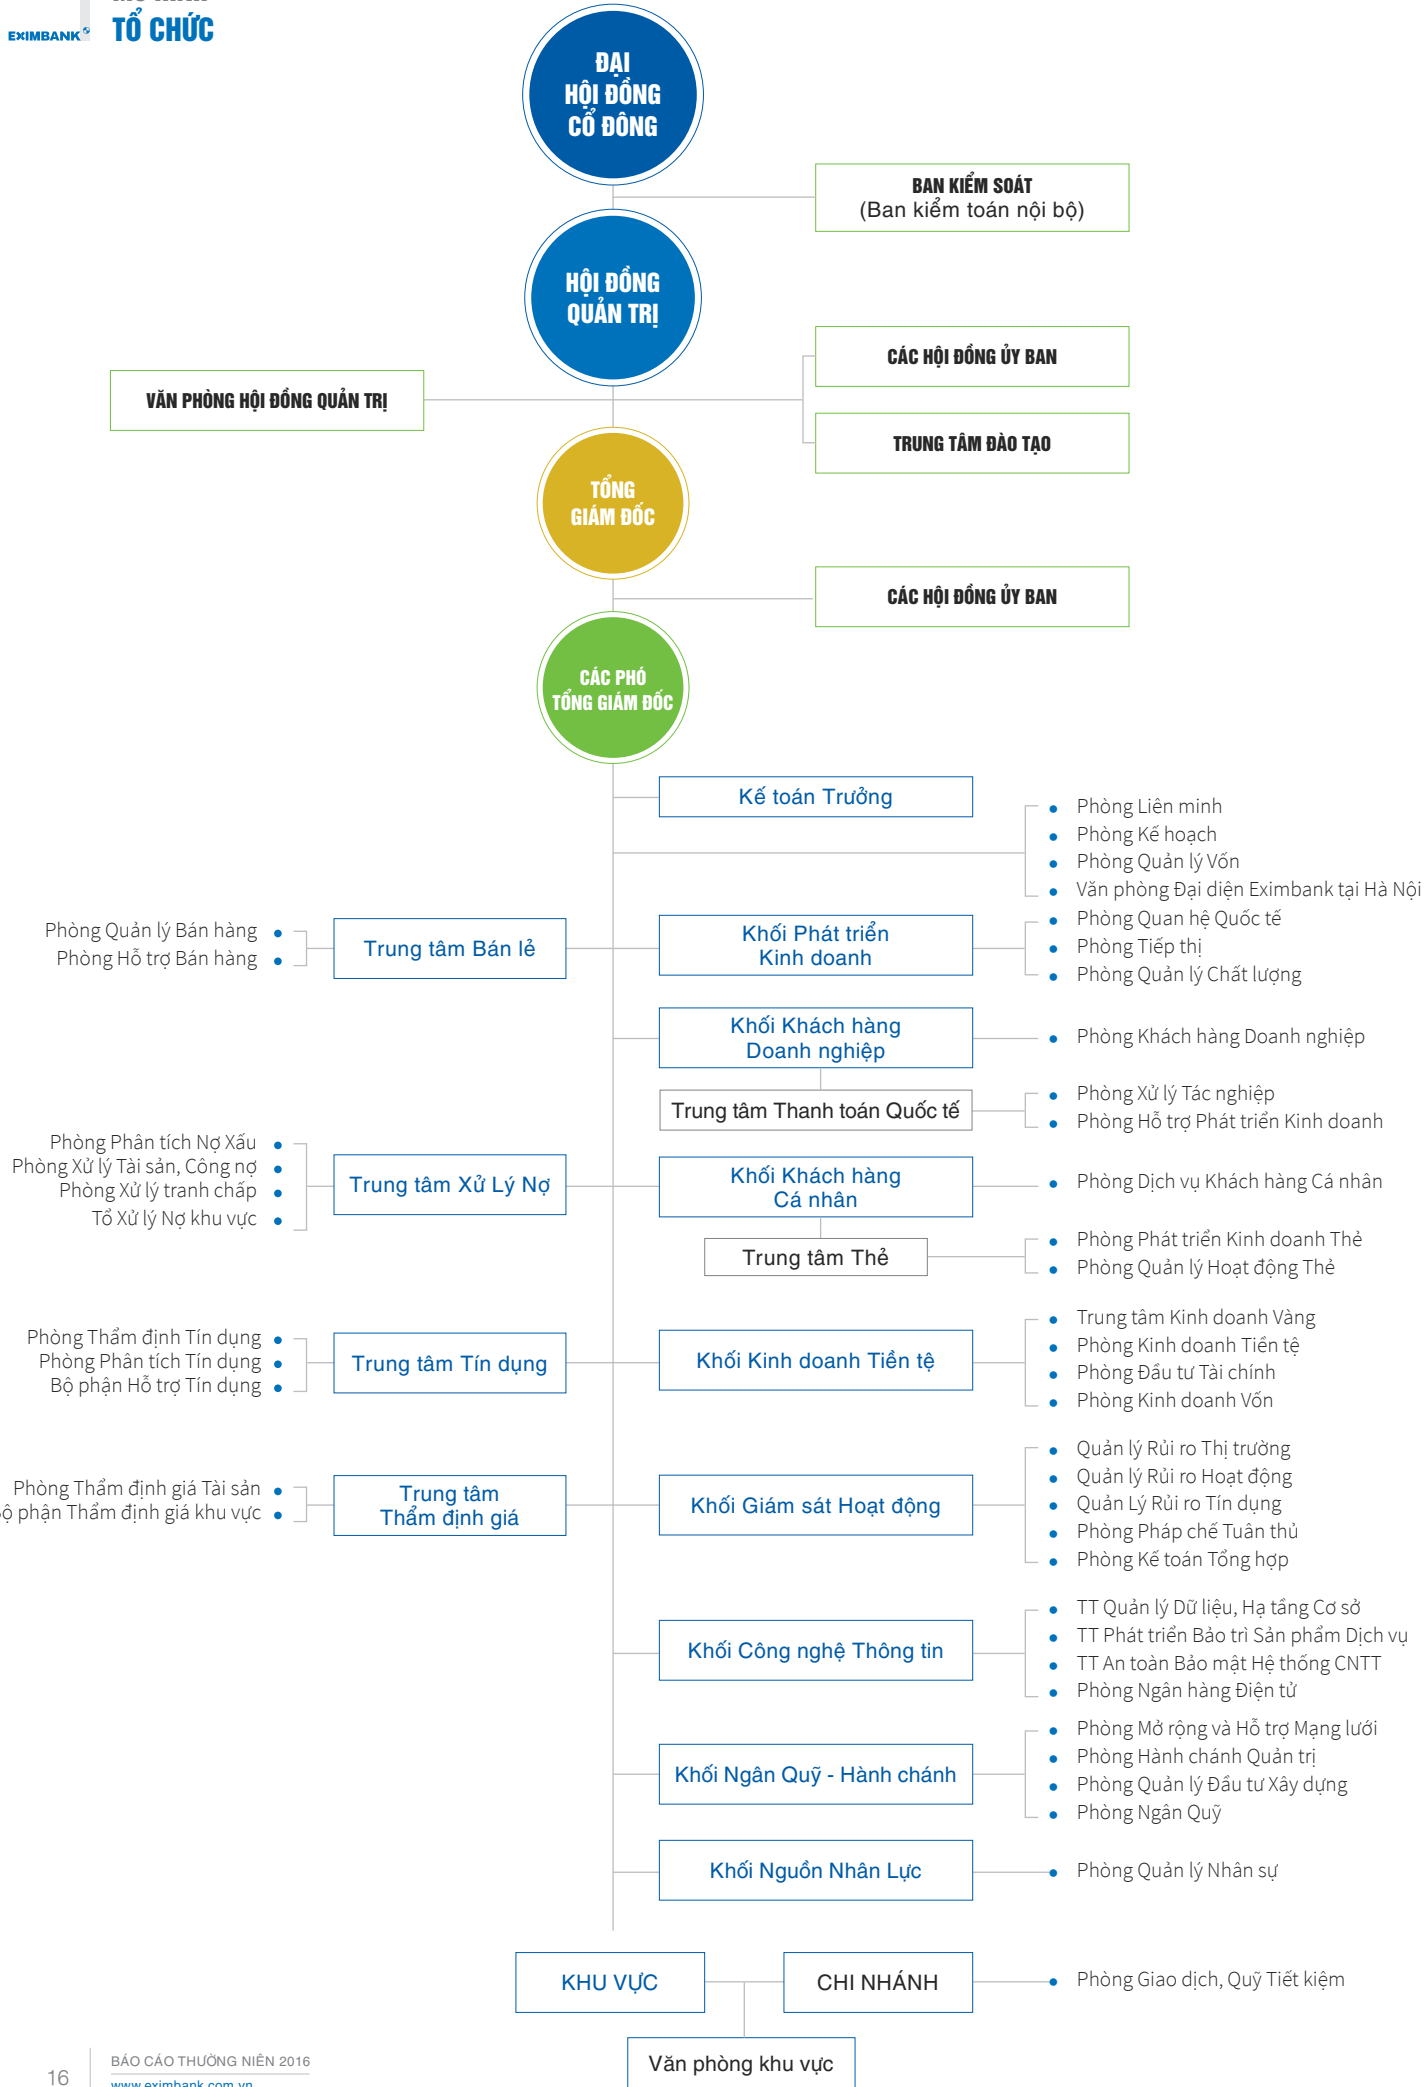 EXIMBANK
TỔ CHỨC
ĐẠI
HỘI ĐỒNG
CỔ ĐÔNG
BAN KIỂM SOÁT
(Ban kiểm toán nội bộ)
HỘI ĐỒNG
QUẢN TRỊ
CÁC HỘI ĐỒNG ỦY BAN
VĂN PHÒNG HỘI ĐỒNG QUẢN TRỊ
TRUNG TÂM ĐÀO TẠO
TỔNG
GIÁM ĐỐC
CÁC HỘI ĐỒNG ỦY BAN
CÁC PHÓ
TỔNG GIÁM ĐỐC
Kế toán Trưởng
Phòng Liên minh
Phòng Kế hoạch
Phòng Quản lý Vốn
Văn phòng Đại diện Eximbank tại Hà Nội
Phòng Quản lý Bán hàng
Phòng Hỗ trợ Bán hàng
Trung tâm Bán lẻ
Khối Phát triển
Kinh doanh
Phòng Quan hệ Quốc tế
Phòng Tiếp thị
Phòng Quản lý Chất lượng
Khối Khách hàng
Doanh nghiệp
Phòng Khách hàng Doanh nghiệp
Trung tâm Thanh toán Quốc tế
Phòng Xử lý Tác nghiệp
Phòng Hỗ trợ Phát triển Kinh doanh
Phòng Phân tích Nợ Xấu
Phòng Xử lý Tài sản, Công nợ
Phòng Xử lý tranh chấp
Tổ Xử lý Nợ khu vực
Trung tâm Xử Lý Nợ
Khối Khách hàng
Cá nhân
Phòng Dịch vụ Khách hàng Cá nhân
Trung tâm Thẻ
Phòng Phát triển Kinh doanh Thẻ
Phòng Quản lý Hoạt động Thẻ
Phòng Thẩm định Tín dụng
Phòng Phân tích Tín dụng
Bộ phận Hỗ trợ Tín dụng
Trung tâm Tín dụng
Khối Kinh doanh Tiền tệ
Trung tâm Kinh doanh Vàng
Phòng Kinh doanh Tiền tệ
Phòng Đầu tư Tài chính
Phòng Kinh doanh Vốn
Phòng Thẩm định giá Tài sản
phận Thẩm định giá khu vực
Trung tâm
Thẩm định giá
Khối Giám sát Hoạt động
Quản lý Rủi ro Thị trường
Quản lý Rủi ro Hoạt động
Quản Lý Rủi ro Tín dụng
Phòng Pháp chế Tuân thủ
Phòng Kế toán Tổng hợp
Khối Công nghệ Thông tin
TT Quản lý Dữ liệu, Hạ tầng Cơ sở
TT Phát triển Bảo trì Sản phẩm Dịch vụ
TT An toàn Bảo mật Hệ thống CNTT
Phòng Ngân hàng Điện tử
Khối Ngân Quỹ - Hành chánh
Phòng Mở rộng và Hỗ trợ Mạng lưới
Phòng Hành chánh Quản trị
Phòng Quản lý Đầu tư Xây dựng
Phòng Ngân Quỹ
Khối Nguồn Nhân Lực
Phòng Quản lý Nhân sự
KHU VỰC
CHI NHÁNH
Phòng Giao dịch, Quỹ Tiết kiệm
Văn phòng khu vực
16
BÁO CÁO THƯỜNG NIÊN 2016
www.eximbank.com.vn